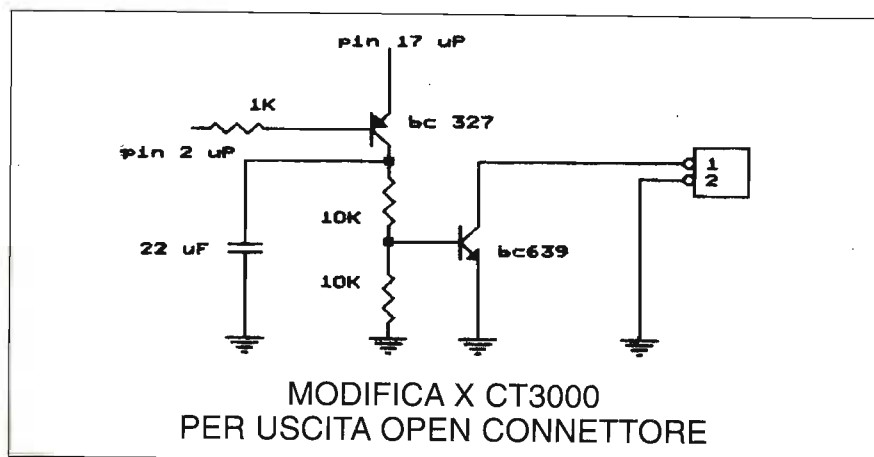 pin 17 uP
1K
bc 327
pin 2 uP
1
2
10K
22 uF
bc639
10K
MODIFICA X CT3000
PER USCITA OPEN CONNETTORE